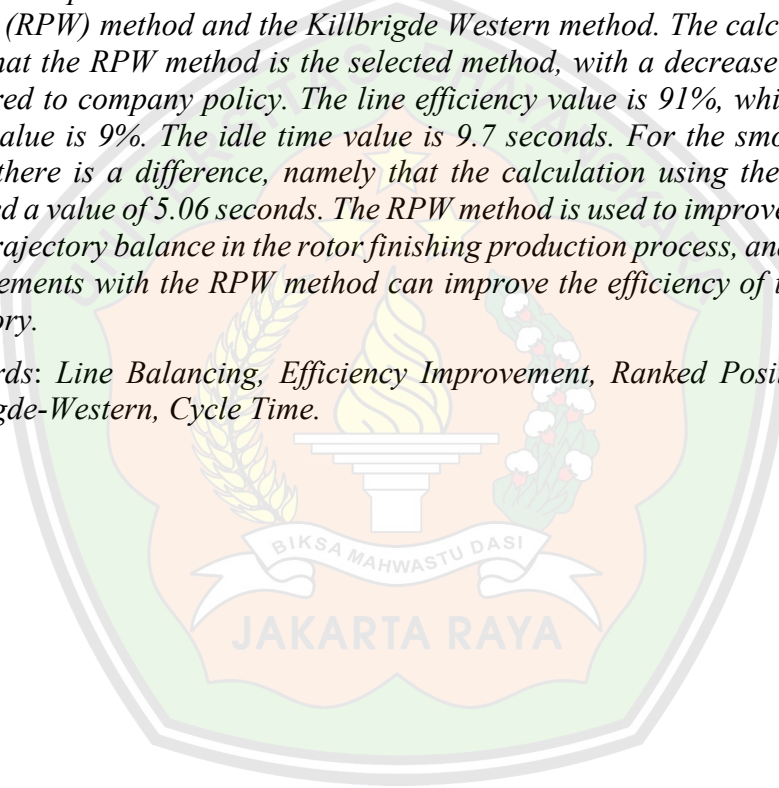 (RPW) method and the Killbrigde Western method. The calc
hat the RPW method is the selected method, with a decrease
red to company policy. The line efficiency value is 91%, whi
alue is 9%. The idle time value is 9.7 seconds. For the smo
there is a difference, namely that the calculation using the
d a value of 5.06 seconds. The RPW method is used to improve
rajectory balance in the rotor finishing production process, and
ements with the RPW method can improve the efficiency of t
ory.
rds: Line Balancing, Efficiency Improvement, Ranked Posit
gde-Western, Cycle Time.
UNIVERSITAS BHAYANGKARA
BIKSA MAHWASTU DASI
JAKARTA RAYA